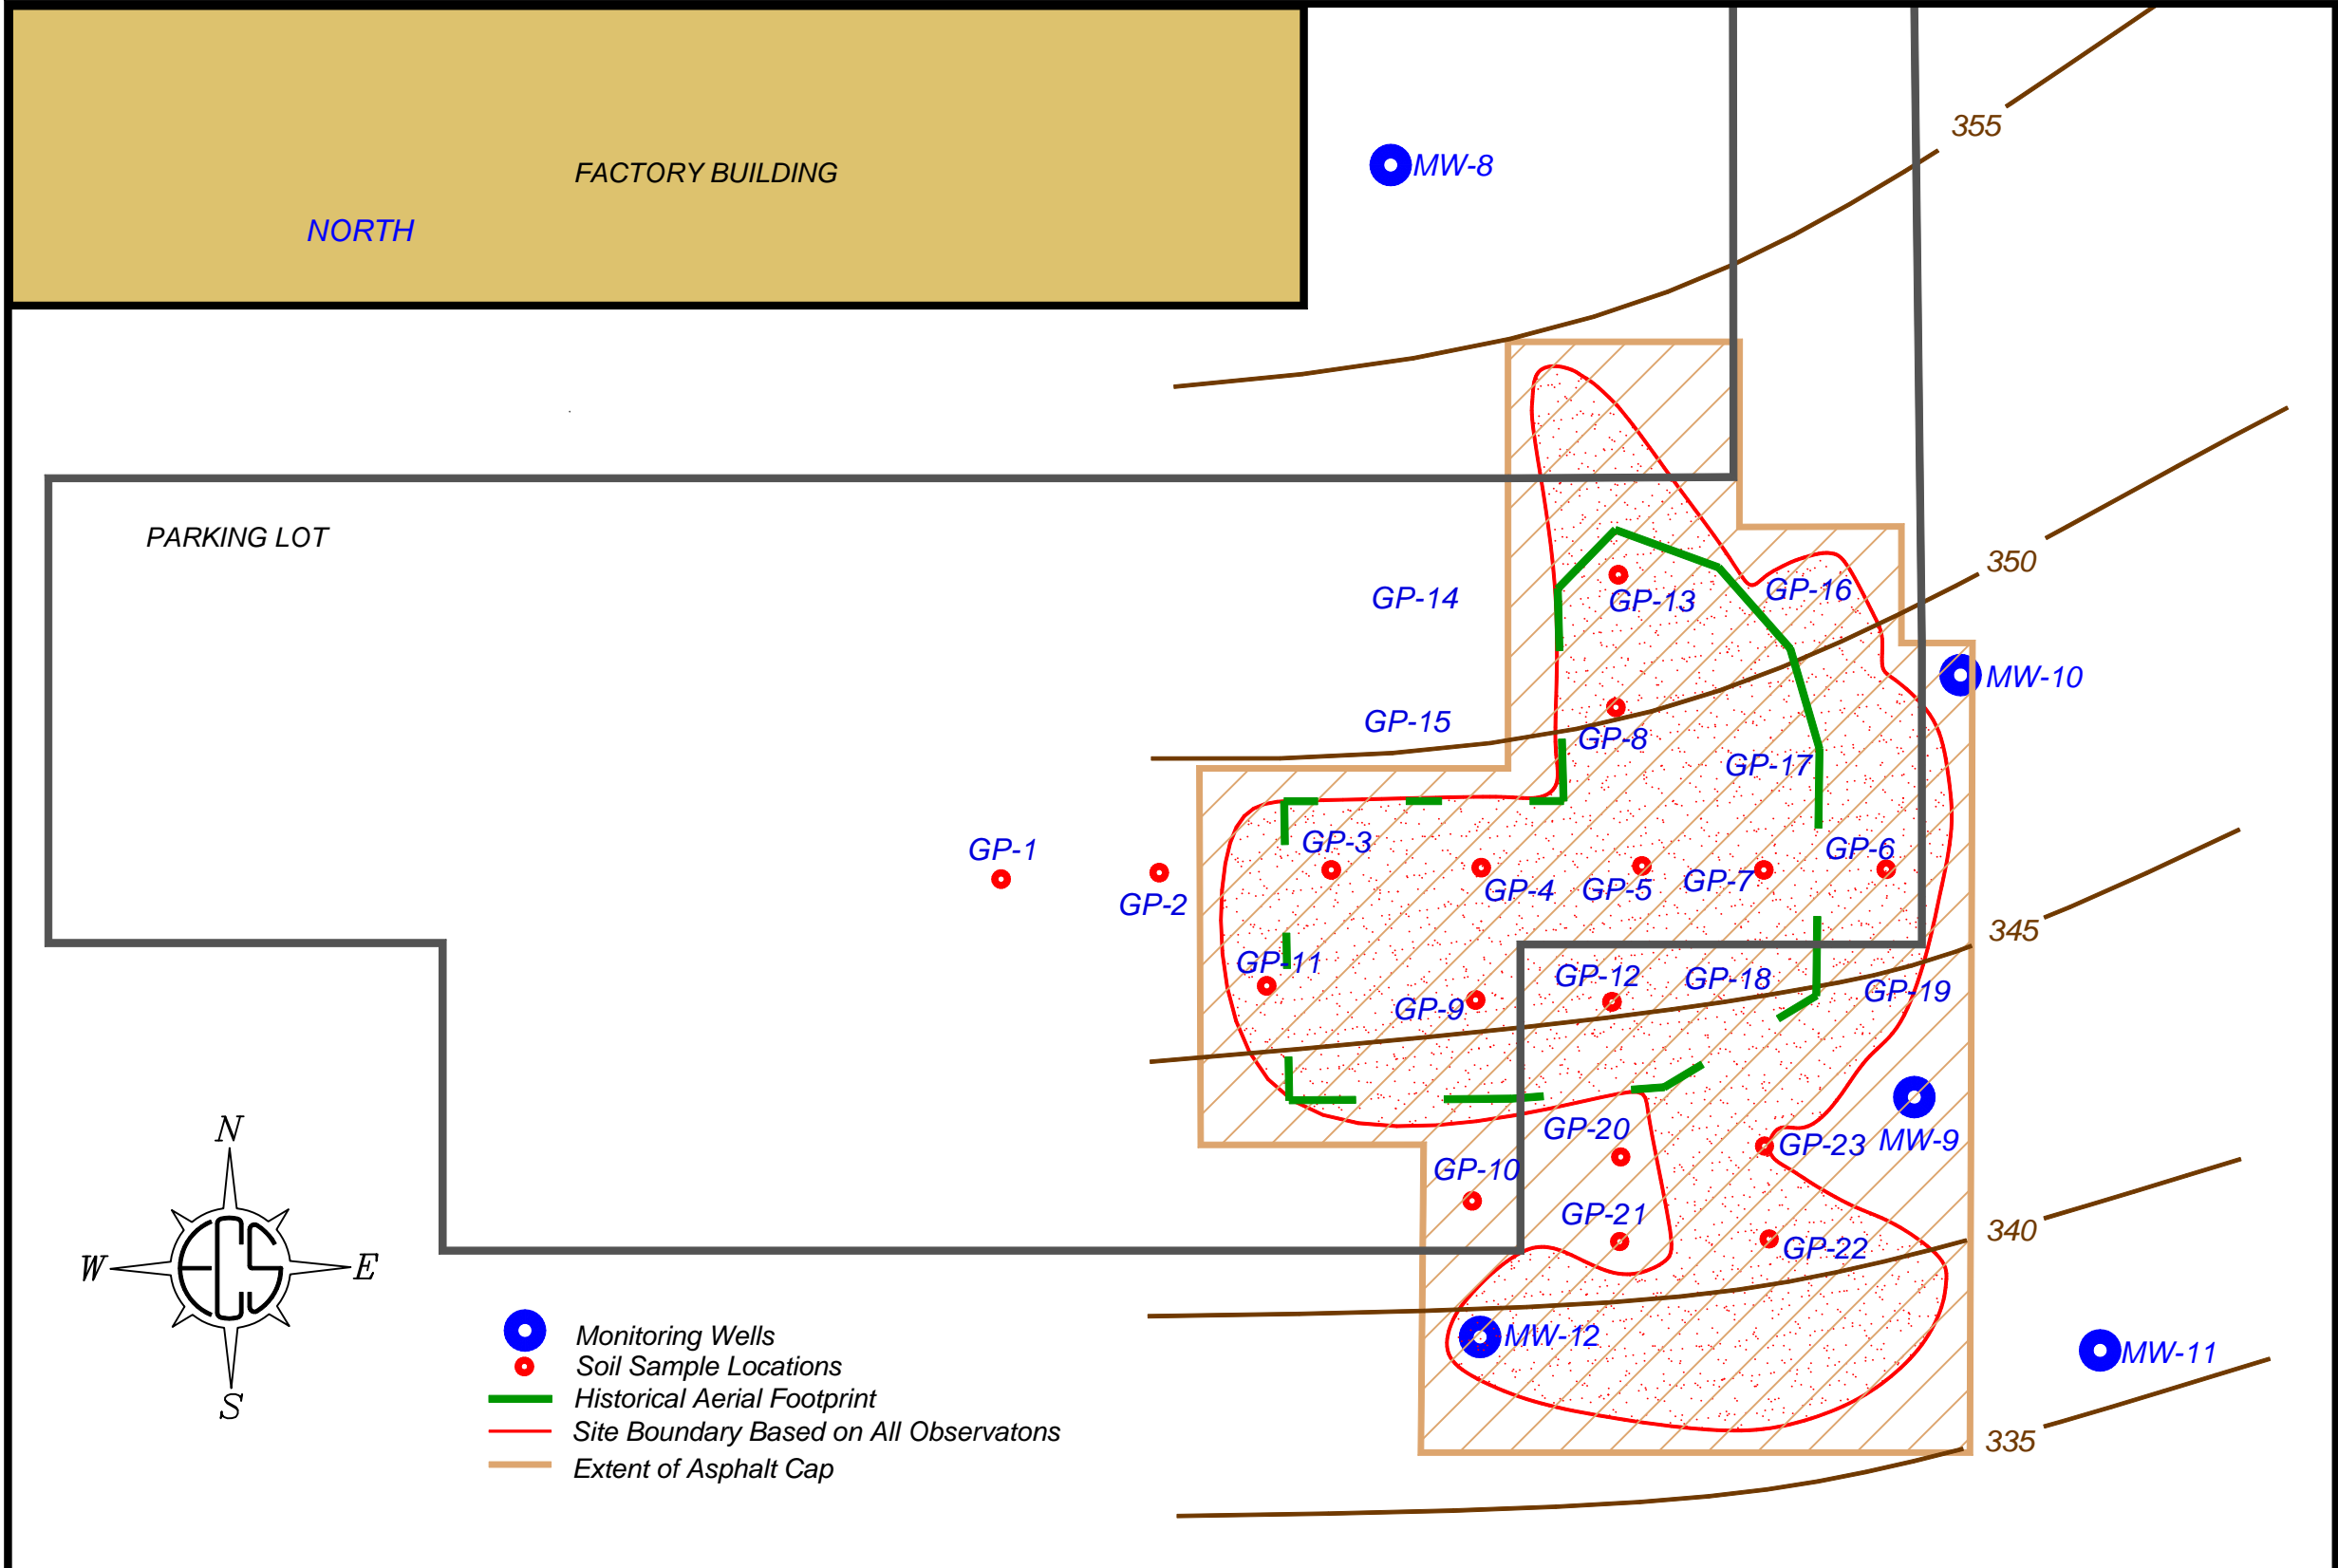 355
FACTORY BUILDING
MW-8
NORTH
PARKING LOT
350
GP-14
GP-13
GP-16
MW-10
GP-15
GP-8
GP-17
GP-1
GP-3
GP-6
GP-2
GP-4
GP-5
GP-7
345
GP-11
GP-9
GP-12
GP-18
GP-19
N
W
E
S
GP-20
GP-23
MW-9
GP-10
GP-21
GP-22
340
MW-12
MW-11
335
Monitoring Wells
Soil Sample Locations
Historical Aerial Footprint
Site Boundary Based on All Observatons
Extent of Asphalt Cap